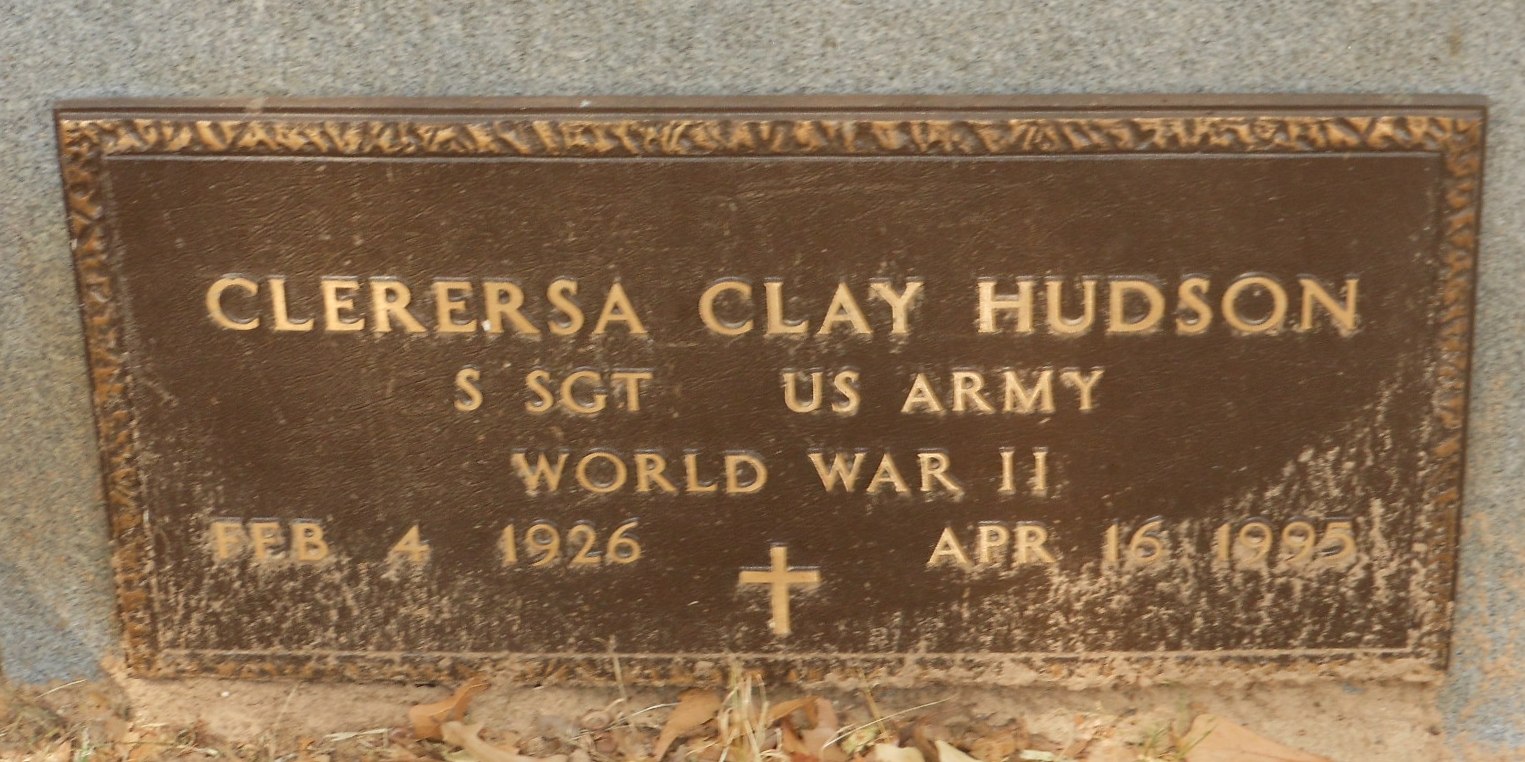 CLERERSA CLAY HUDSON
S SGT US ARMY
WORLD WAR II
FEB 4 1926 APR 16 1995